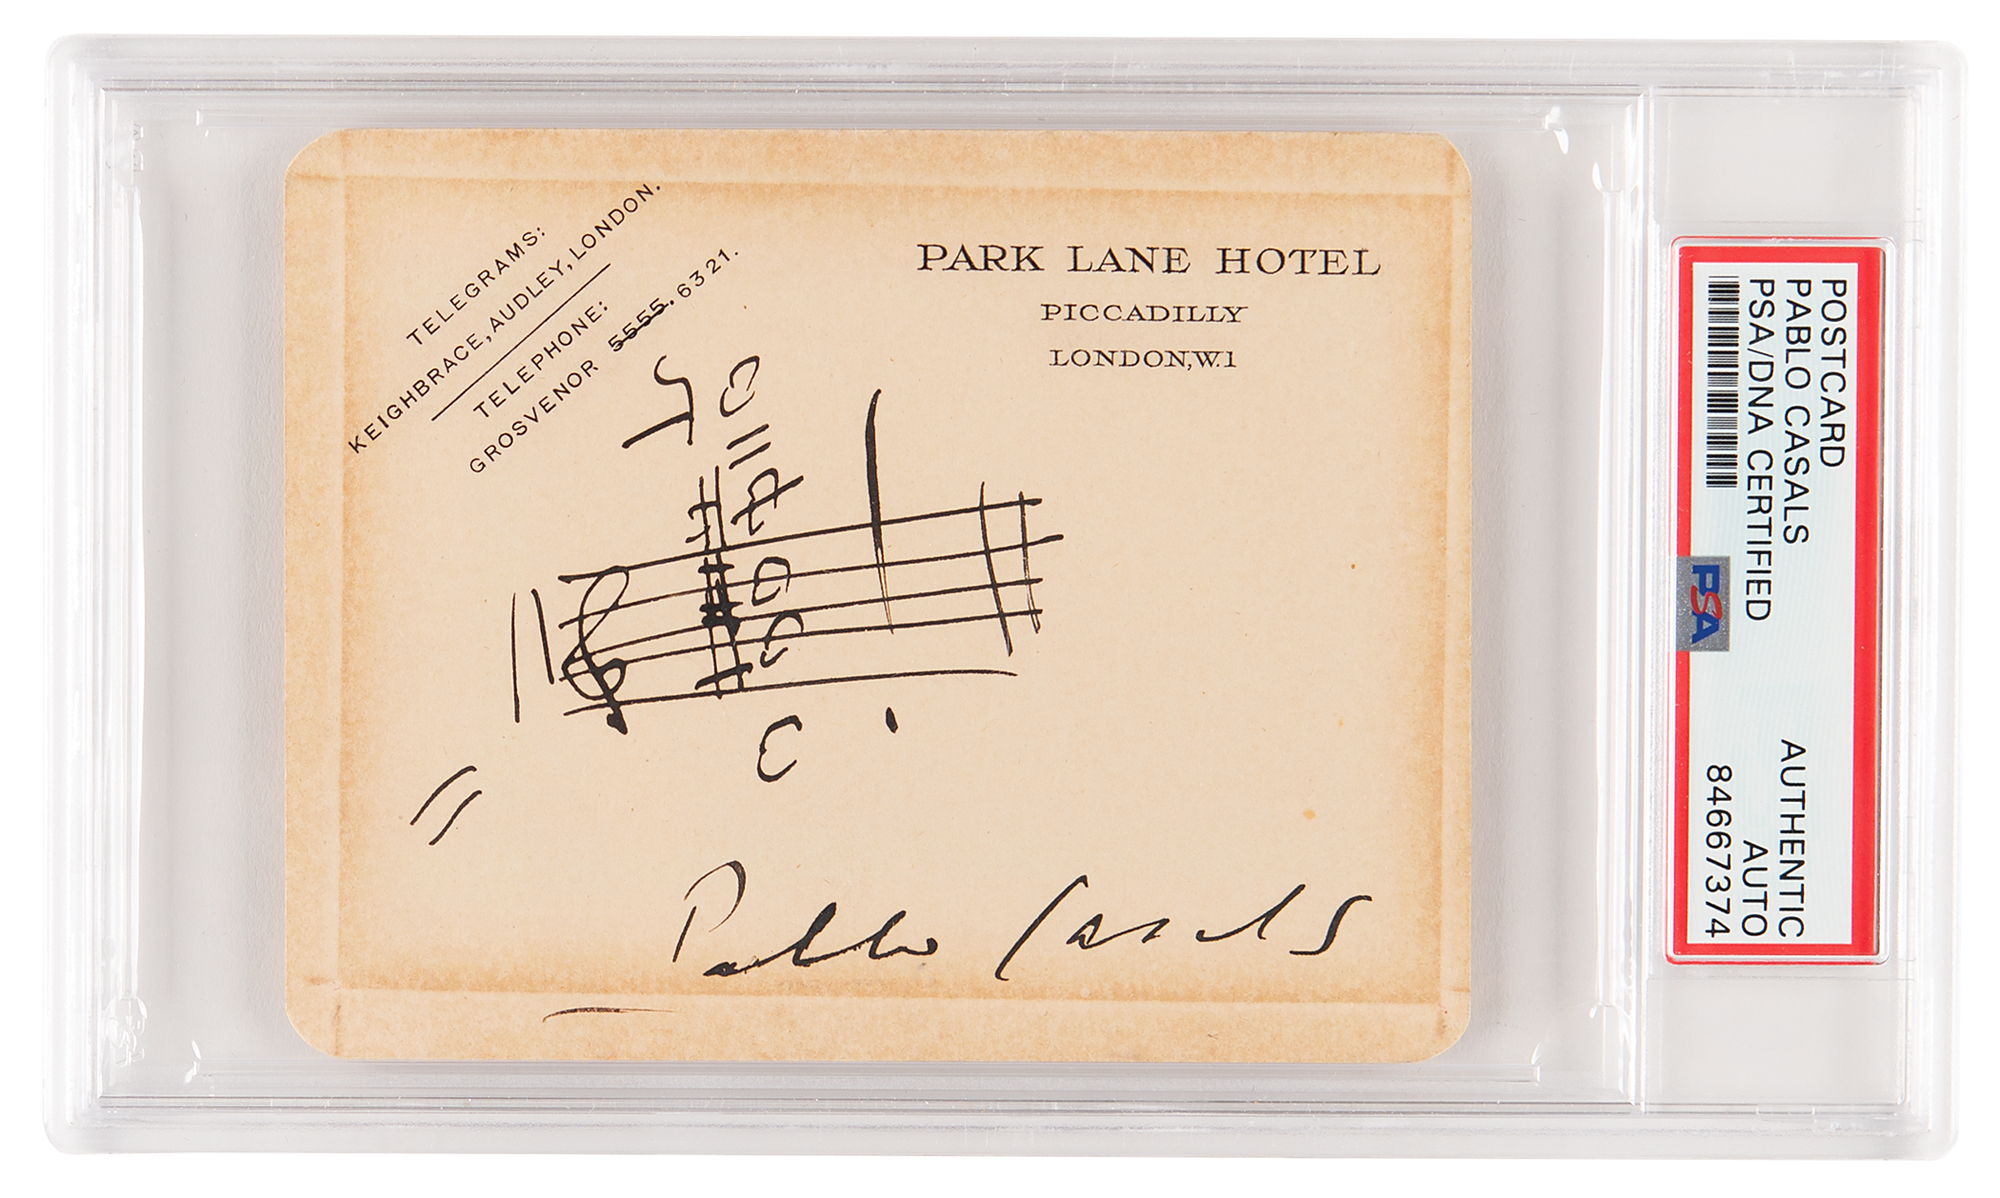 TELEGRAMS:
KEIGHBRACE, AUDLEY, LONDON.
TELEPHONE:
GROSVENOR 5555. 6321.
PARK LANE HOTEL
PICCADILLY
LONDON, W.1
Pablo Casals
POSTCARD
PABLO CASALS
PSA/DNA CERTIFIED
AUTHENTIC
AUTO
84667374
PSA